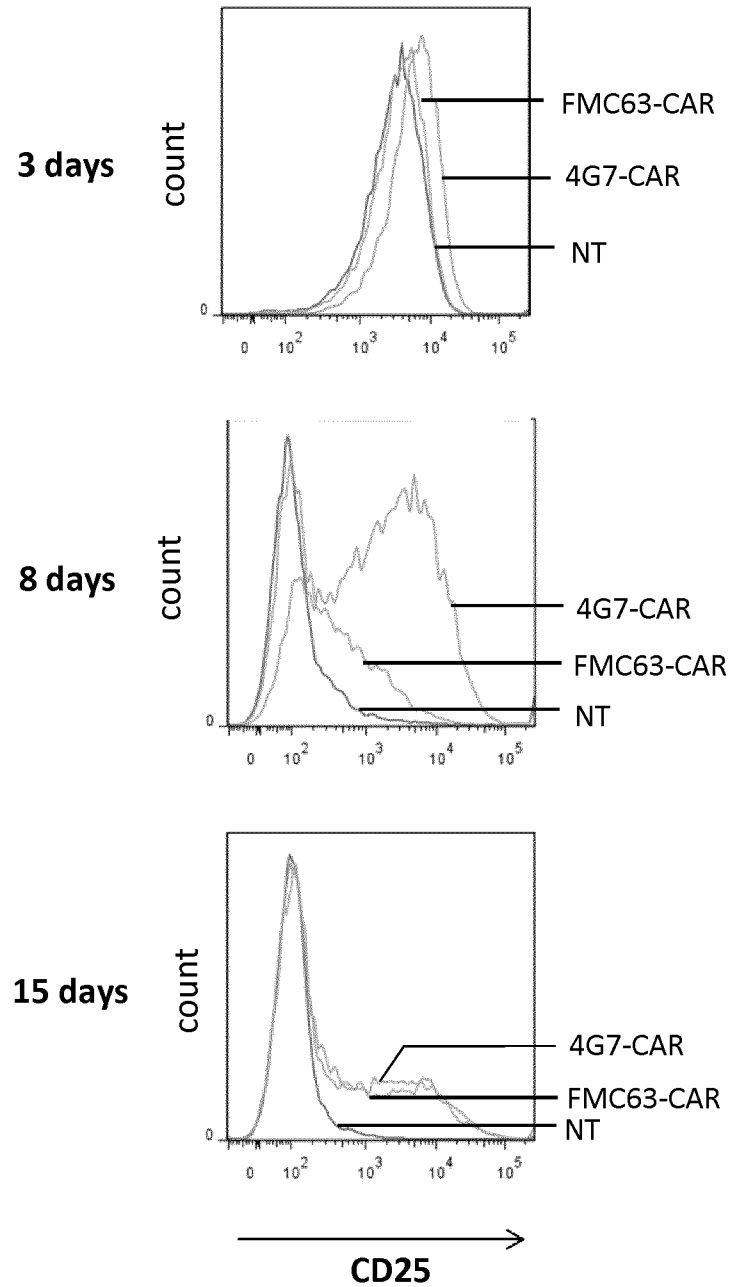 3 days
count
FMC63-CAR
4G7-CAR
NT
0
0 10² 10³ 10⁴ 10⁵
8 days
count
4G7-CAR
FMC63-CAR
NT
0
0 10² 10³ 10⁴ 10⁵
15 days
count
4G7-CAR
FMC63-CAR
NT
0
0 10² 10³ 10⁴ 10⁵
CD25